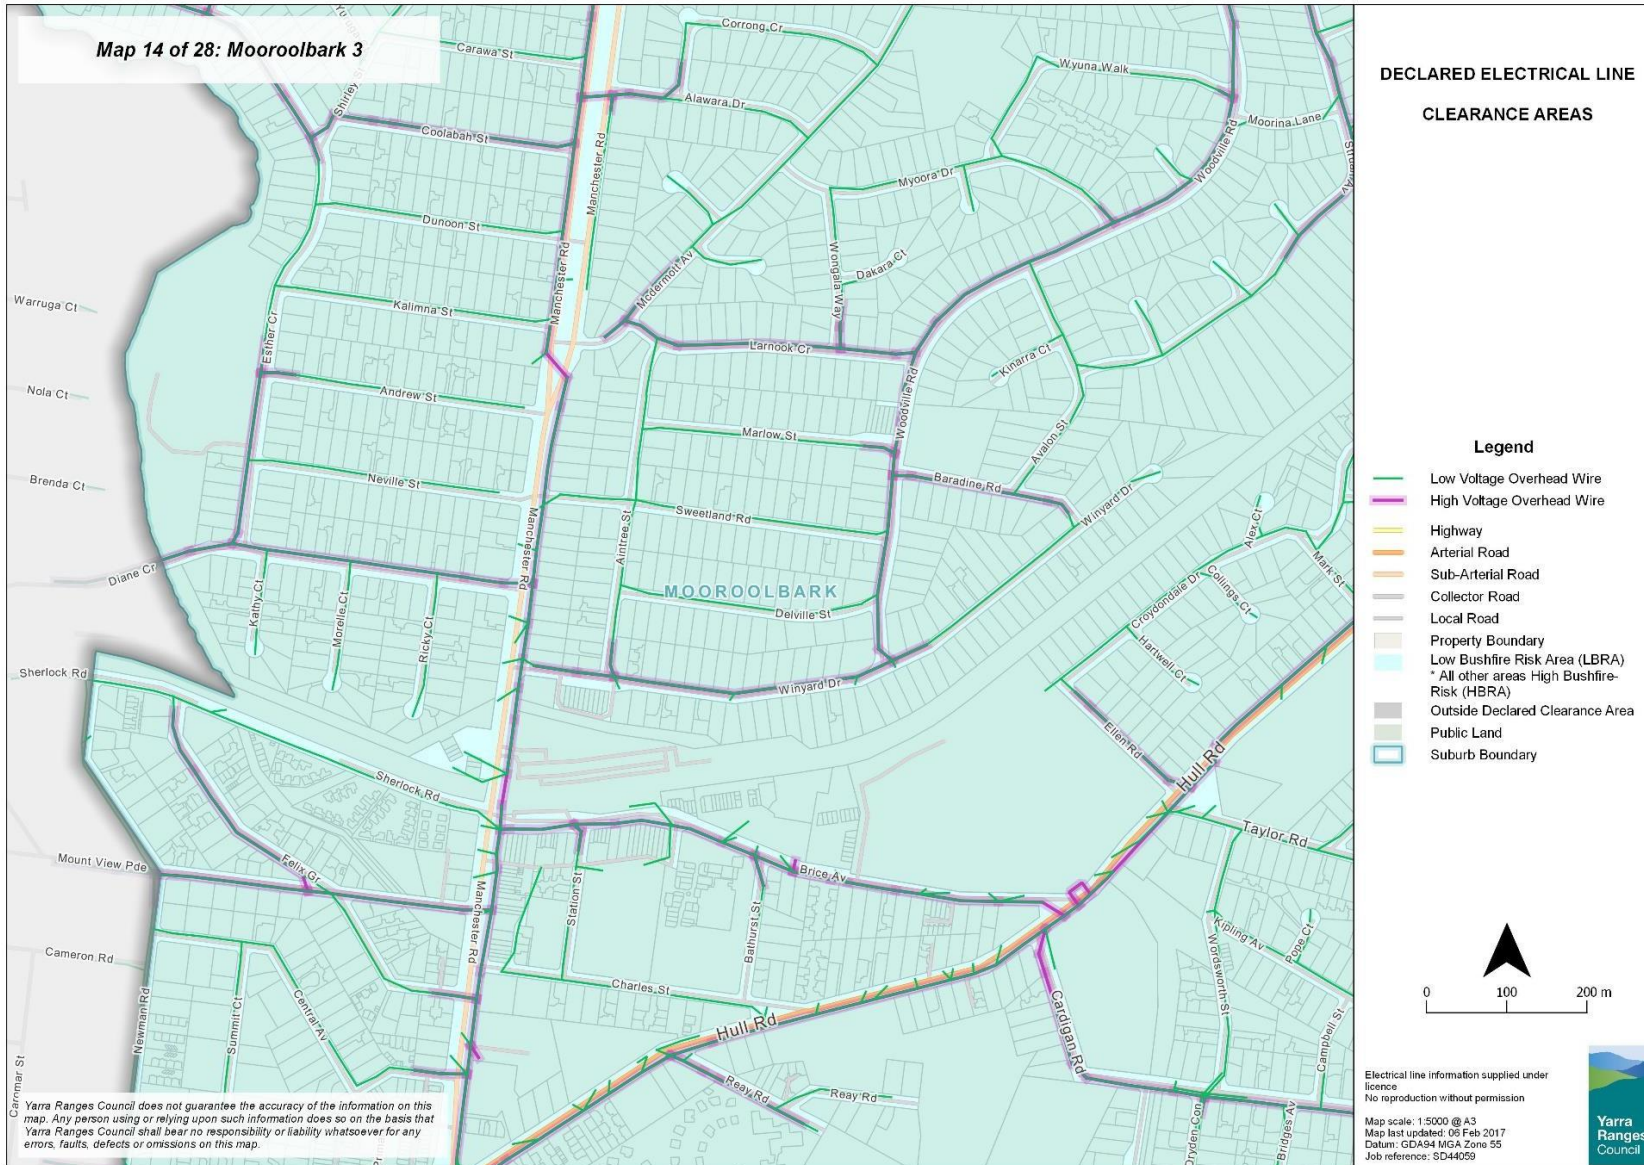 Map 14 of 28: Mooroolbark 3
Corrong Cr
Carawa St
Wyuna Walk
Shirley
Alawara Dr
Moorina Lane
Coolabah St
Manchester Rd
Woodville Rd
Myoora Dr
Dunoon St
Manchester Rd
Wongala Way
Dakara Ct
Mcdermott Av
Warruga Ct
Kalimna St
Esther Cr
Larnook Cr
Kinarra Ct
Nola Ct
Andrew St
Woodville Rd
Marlow St
Avalon St
Brenda Ct
Neville St
Baradine Rd
Winyard Dr
Sweetland Rd
Manchester Rd
Aintree St
Alex Ct
Mark St
Diane Cr
Kathy Ct
Morelle Ct
Ricky Ct
MOOROOLBARK
Delville St
Croydondale Dr
Collings Ct
Hartwell Ct
Sherlock Rd
Winyard Dr
Ellen Rd
Hull Rd
Sherlock Rd
Taylor Rd
Mount View Pde
Felix Gr
Brice Av
Manchester Rd
Station St
Bathurst St
Wordsworth St
Kipling Av
Pope Ct
Cameron Rd
Newman Rd
Summit Ct
Central Av
Charles St
Hull Rd
Cardigan Rd
Campbell St
Caromar St
Reay Rd
Reay Rd
Dryden Con
Bridges Av
Yarra Ranges Council does not guarantee the accuracy of the information on this
map. Any person using or relying upon such information does so on the basis that
Yarra Ranges Council shall bear no responsibility or liability whatsoever for any
errors, faults, defects or omissions on this map.
DECLARED ELECTRICAL LINE
CLEARANCE AREAS
Legend
Low Voltage Overhead Wire
High Voltage Overhead Wire
Highway
Arterial Road
Sub-Arterial Road
Collector Road
Local Road
Property Boundary
Low Bushfire Risk Area (LBRA)
* All other areas High Bushfire-
Risk (HBRA)
Outside Declared Clearance Area
Public Land
Suburb Boundary
0 100 200 m
Electrical line information supplied under
licence
No reproduction without permission
Map scale: 1:5000 @ A3
Map last updated: 06 Feb 2017
Datum: GDA94 MGA Zone 55
Job reference: SD44059
Yarra
Ranges
Council